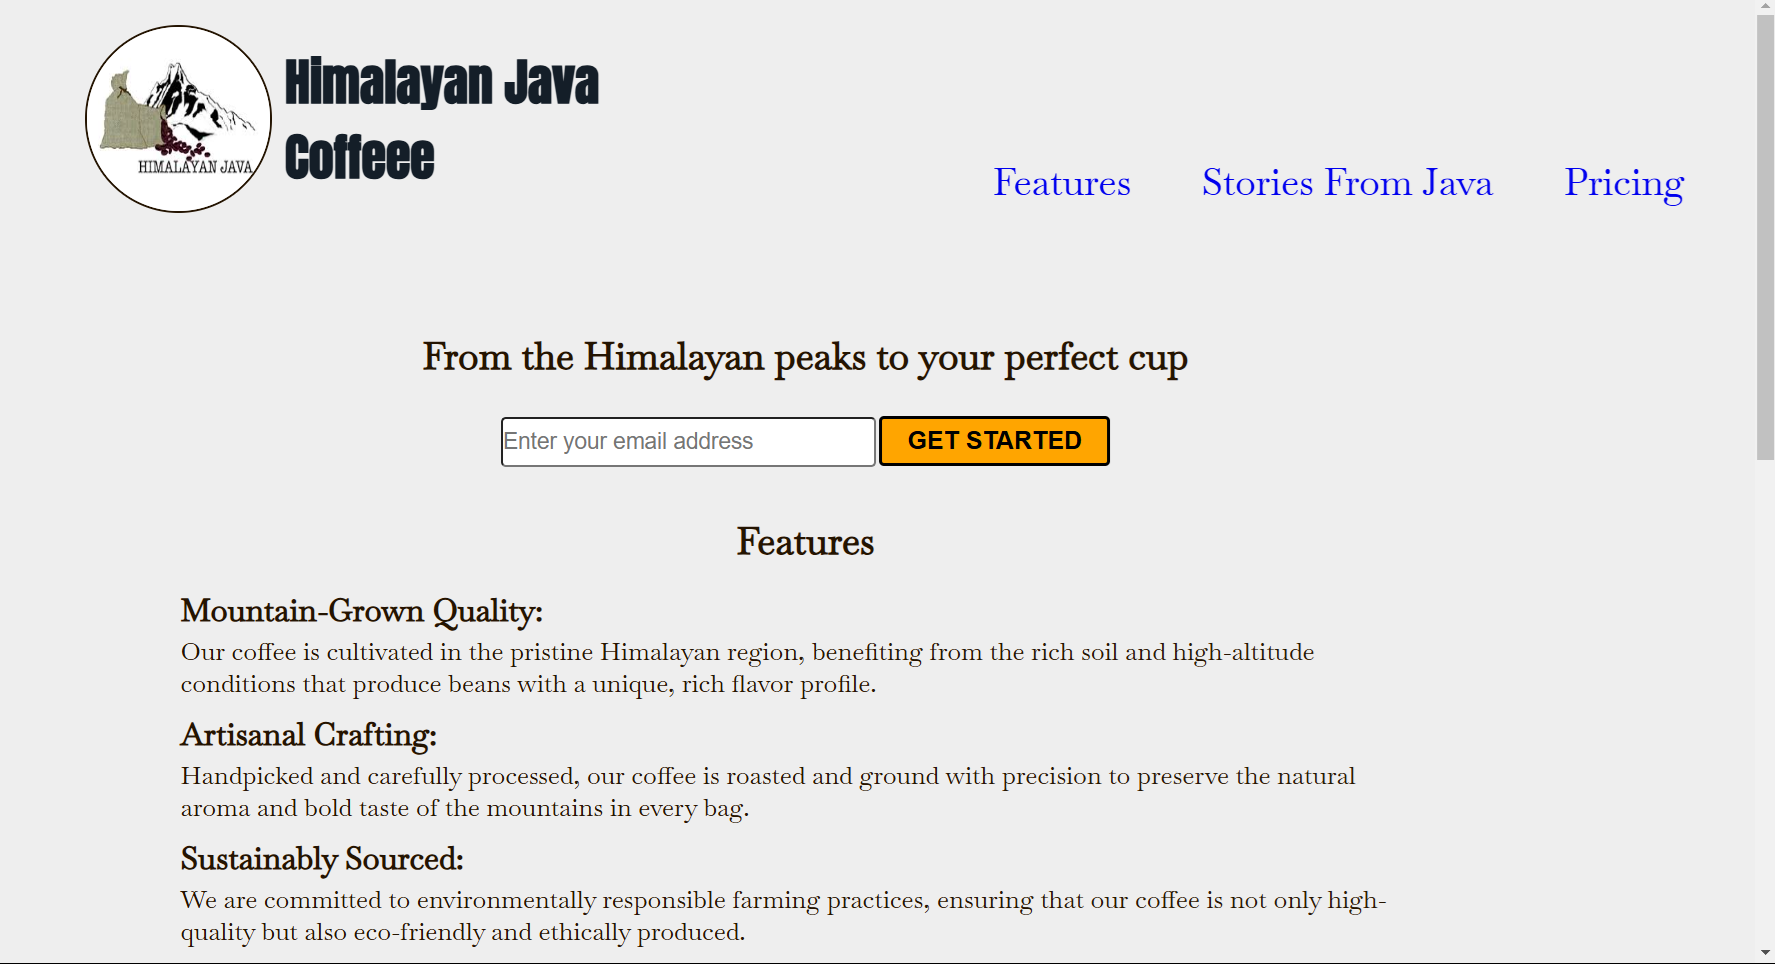 HIMALAYAN JAVA
Himalayan Java
Coffeee
Features Stories From Java Pricing
From the Himalayan peaks to your perfect cup
Enter your email address GET STARTED
Features
Mountain-Grown Quality:
Our coffee is cultivated in the pristine Himalayan region, benefiting from the rich soil and high-altitude
conditions that produce beans with a unique, rich flavor profile.
Artisanal Crafting:
Handpicked and carefully processed, our coffee is roasted and ground with precision to preserve the natural
aroma and bold taste of the mountains in every bag.
Sustainably Sourced:
We are committed to environmentally responsible farming practices, ensuring that our coffee is not only high-
quality but also eco-friendly and ethically produced.